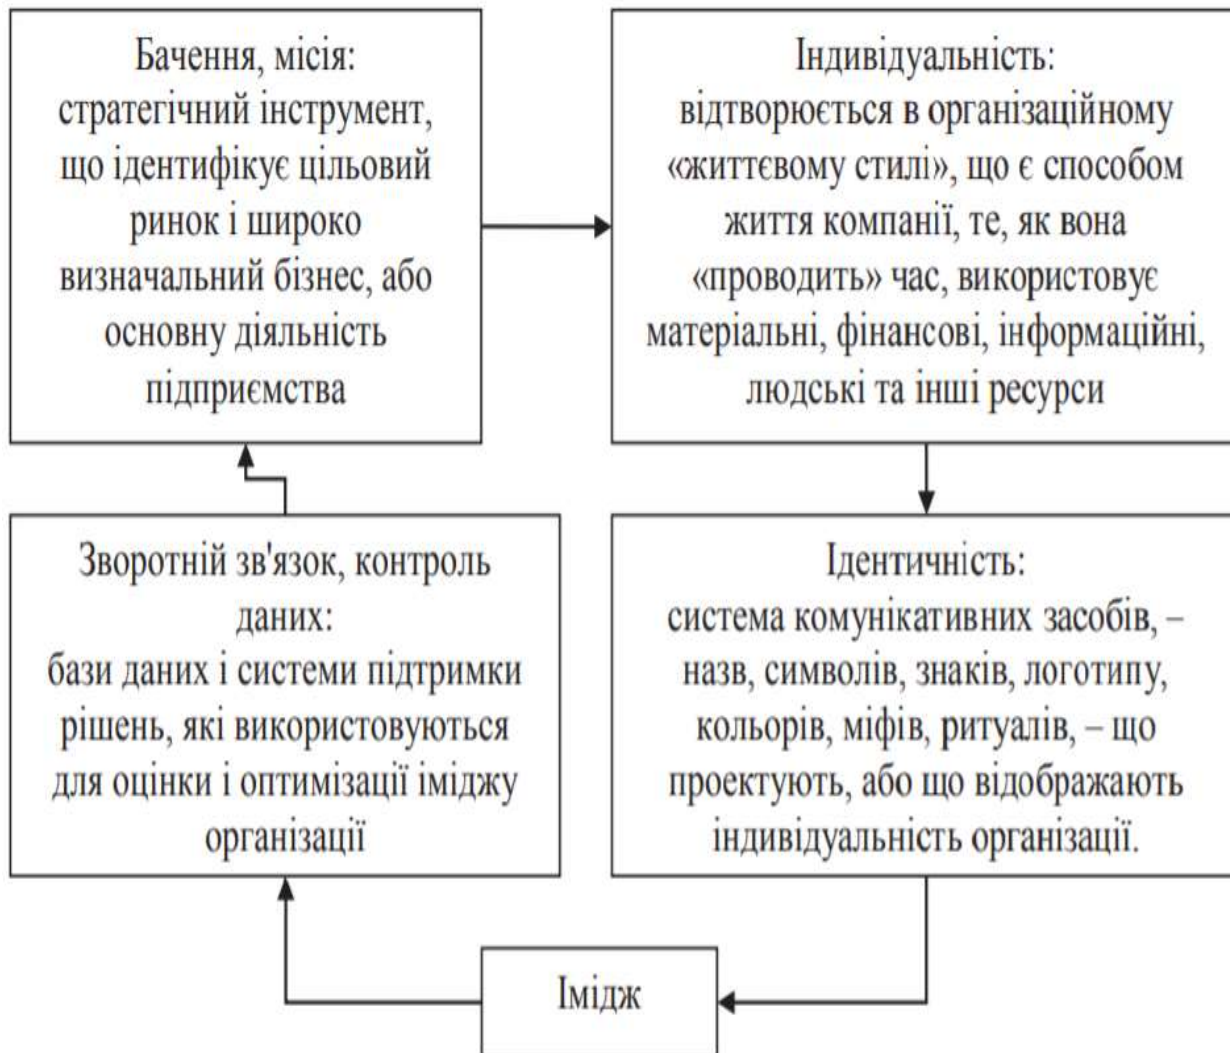 Бачення, місія:
стратегічний інструмент,
що ідентифікує цільовий
ринок і широко
визначальний бізнес, або
основну діяльність
підприємства
Індивідуальність:
відтворюється в організаційному
«життєвому стилі», що є способом
життя компанії, те, як вона
«проводить» час, використовує
матеріальні, фінансові, інформаційні,
людські та інші ресурси
Зворотній зв'язок, контроль
даних:
бази даних і системи підтримки
рішень, які використовуються
для оцінки і оптимізації іміджу
організації
Ідентичність:
система комунікативних засобів, –
назв, символів, знаків, логотипу,
кольорів, міфів, ритуалів, – що
проектують, або що відображають
індивідуальність організації.
Імідж